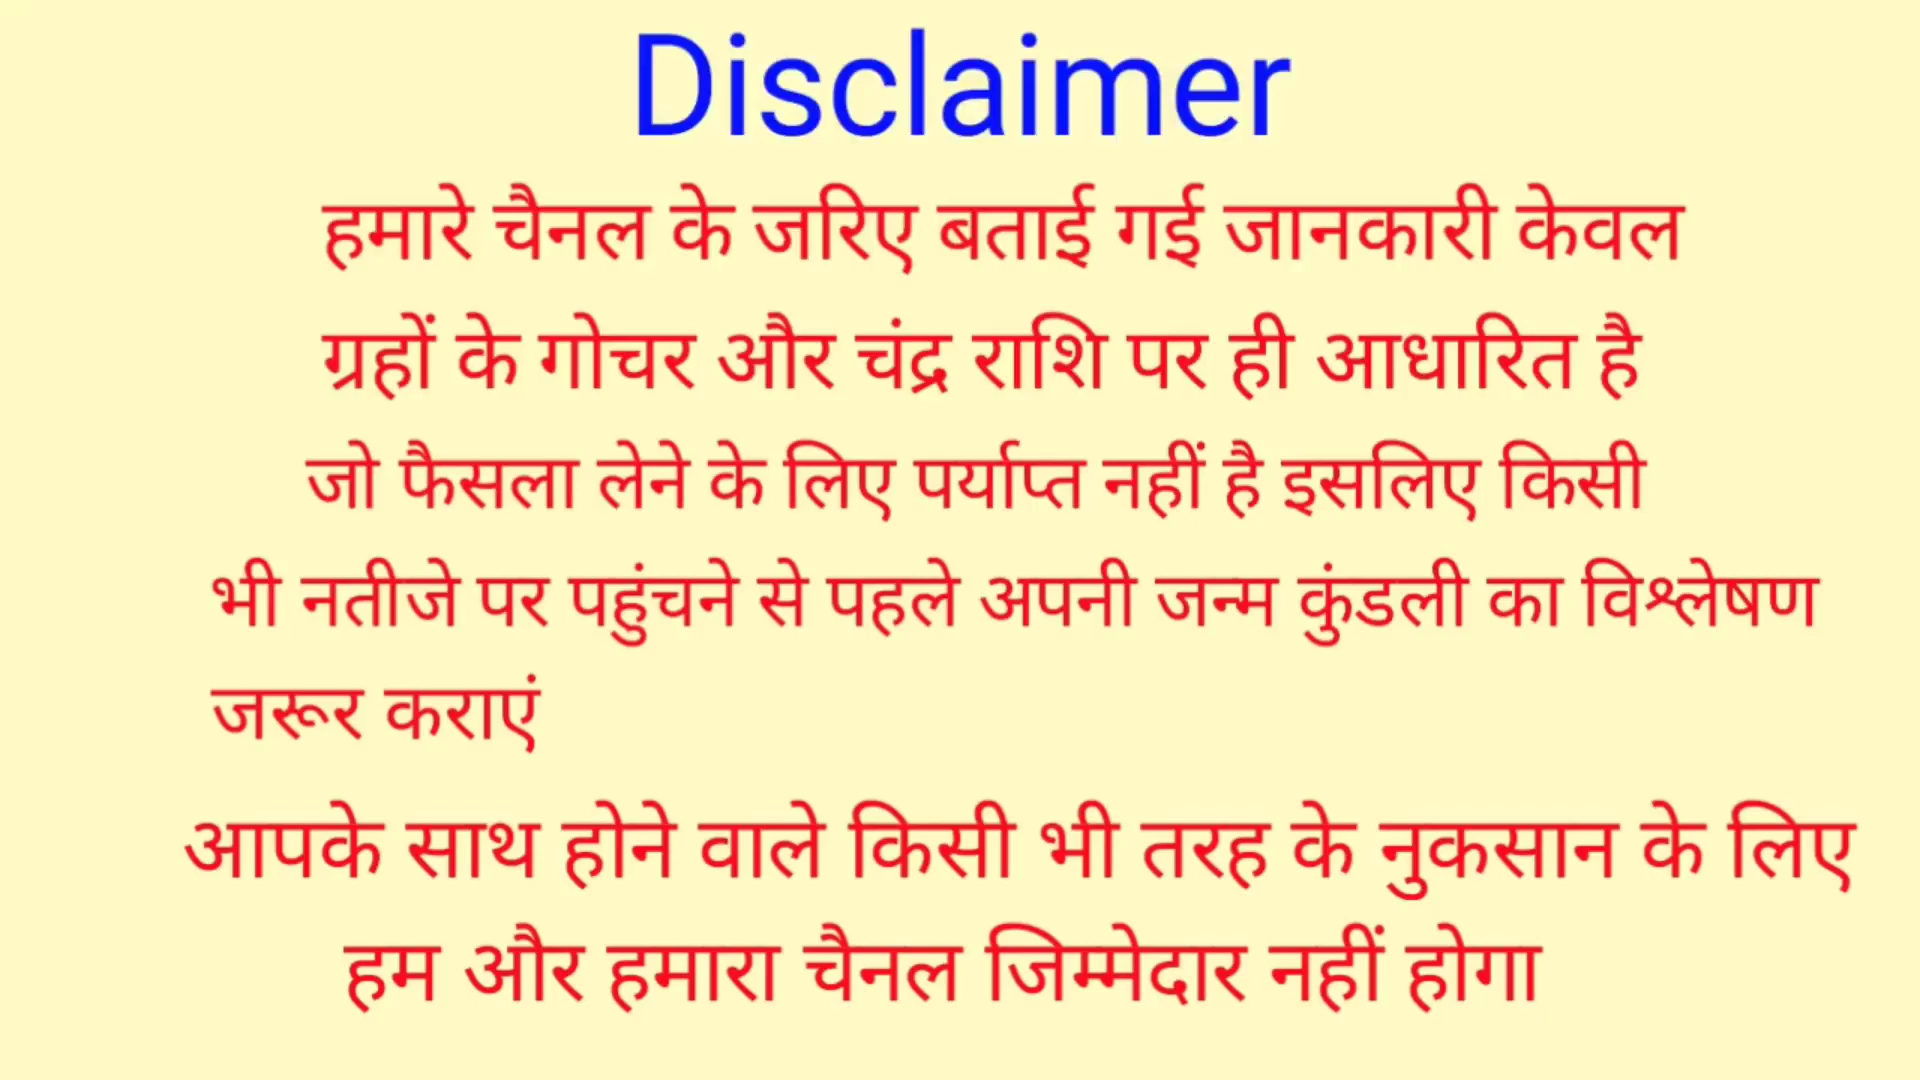 Disclaimer
हमारे चैनल के जरिए बताई गई जानकारी केवल
ग्रहों के गोचर और चंद्र राशि पर ही आधारित है
जो फैसला लेने के लिए पर्याप्त नहीं है इसलिए किसी
भी नतीजे पर पहुंचने से पहले अपनी जन्म कुंडली का विश्लेषण
जरूर कराएं
आपके साथ होने वाले किसी भी तरह के नुकसान के लिए
हम और हमारा चैनल जिम्मेदार नहीं होगा